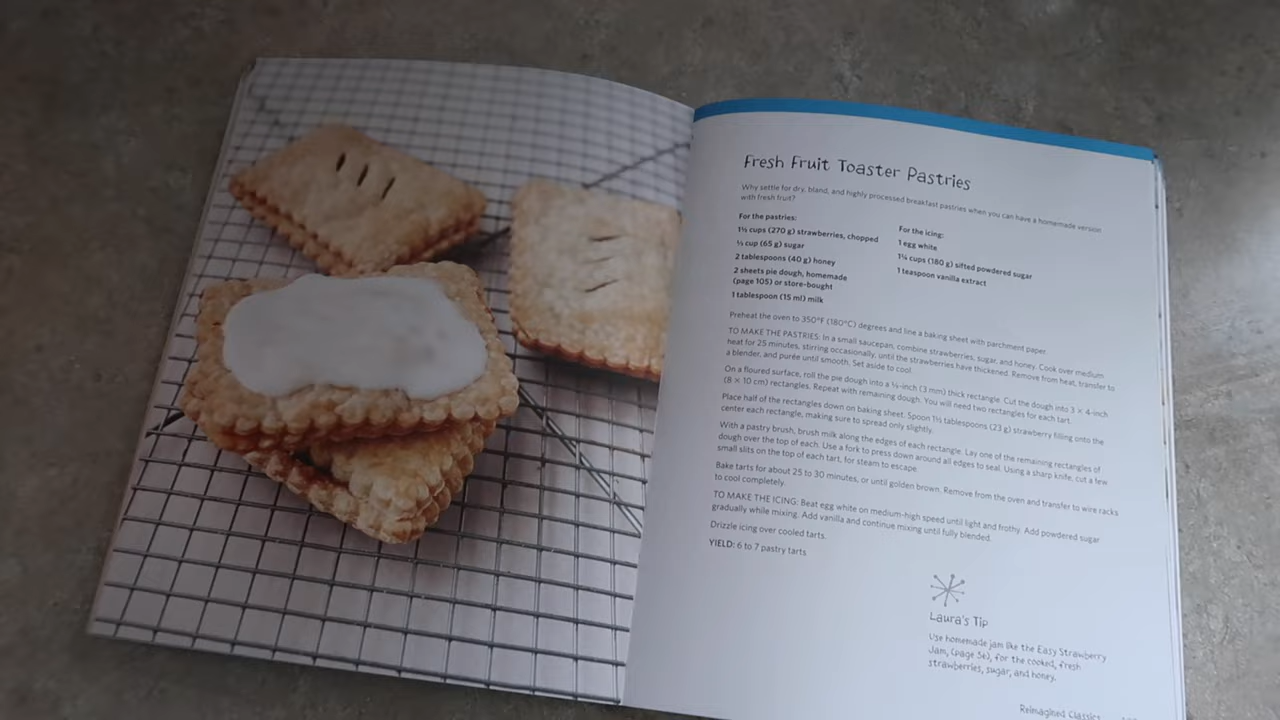 Fresh Fruit Toaster Pastries
Why settle for dry, bland, and highly processed breakfast pastries when you can have a homemade version
with fresh fruit?
For the pastries:
1½ cups (270 g) strawberries, chopped
⅓ cup (65 g) sugar
2 tablespoons (40 g) honey
2 sheets pie dough, homemade
(page 105) or store-bought
1 tablespoon (15 ml) milk
For the icing:
1 egg white
1¼ cups (180 g) sifted powdered sugar
1 teaspoon vanilla extract
Preheat the oven to 350°F (180°C) degrees and line a baking sheet with parchment paper.
TO MAKE THE PASTRIES: In a small saucepan, combine strawberries, sugar, and honey. Cook over medium
heat for 25 minutes, stirring occasionally, until the strawberries have thickened. Remove from heat, transfer to
a blender, and purée until smooth. Set aside to cool.
On a floured surface, roll the pie dough into a ⅛-inch (3 mm) thick rectangle. Cut the dough into 3 × 4-inch
(8 × 10 cm) rectangles. Repeat with remaining dough. You will need two rectangles for each tart.
Place half of the rectangles down on baking sheet. Spoon 1½ tablespoons (23 g) strawberry filling onto the
center each rectangle, making sure to spread only slightly.
With a pastry brush, brush milk along the edges of each rectangle. Lay one of the remaining rectangles of
dough over the top of each. Use a fork to press down around all edges to seal. Using a sharp knife, cut a few
small slits on the top of each tart, for steam to escape.
Bake tarts for about 25 to 30 minutes, or until golden brown. Remove from the oven and transfer to wire racks
to cool completely.
TO MAKE THE ICING: Beat egg white on medium-high speed until light and frothy. Add powdered sugar
gradually while mixing. Add vanilla and continue mixing until fully blended.
Drizzle icing over cooled tarts.
YIELD: 6 to 7 pastry tarts
Laura's Tip
Use homemade jam like the Easy Strawberry
Jam, (page 56), for the cooked, fresh
strawberries, sugar, and honey.
Reimagined Classics